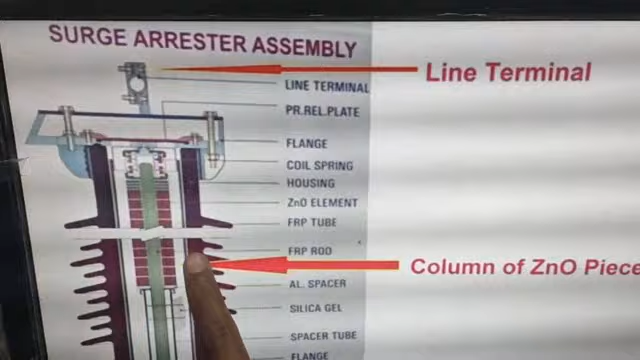 SURGE ARRESTER ASSEMBLY
Line Terminal
LINE TERMINAL
PR.REL.PLATE
FLANGE
COIL SPRING
HOUSING
ZnO ELEMENT
FRP TUBE
FRP ROD
Column of ZnO Piece
AL. SPACER
SILICA GEL
SPACER TUBE
FLANGE